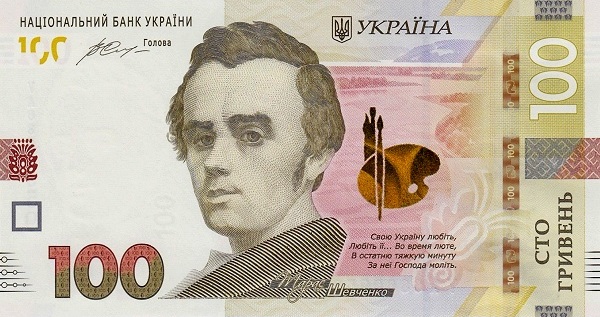 НАЦІОНАЛЬНИЙ БАНК УКРАЇНИ
Голова
УКРАЇНА
100
100
Свою Україну любіть,
Любіть її... Во время люте,
В остатню тяжкую минуту
За неї Господа моліть.
Тарас
Шевченко
100
СТО
ГРИВЕНЬ